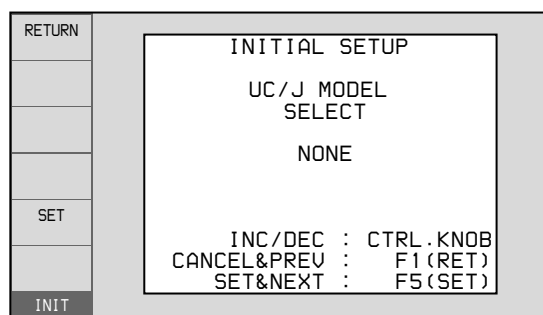 RETURN
SET
INIT
INITIAL SETUP
UC/J MODEL
SELECT
NONE
INC/DEC : CTRL.KNOB
CANCEL&PREV : F1(RET)
SET&NEXT : F5(SET)